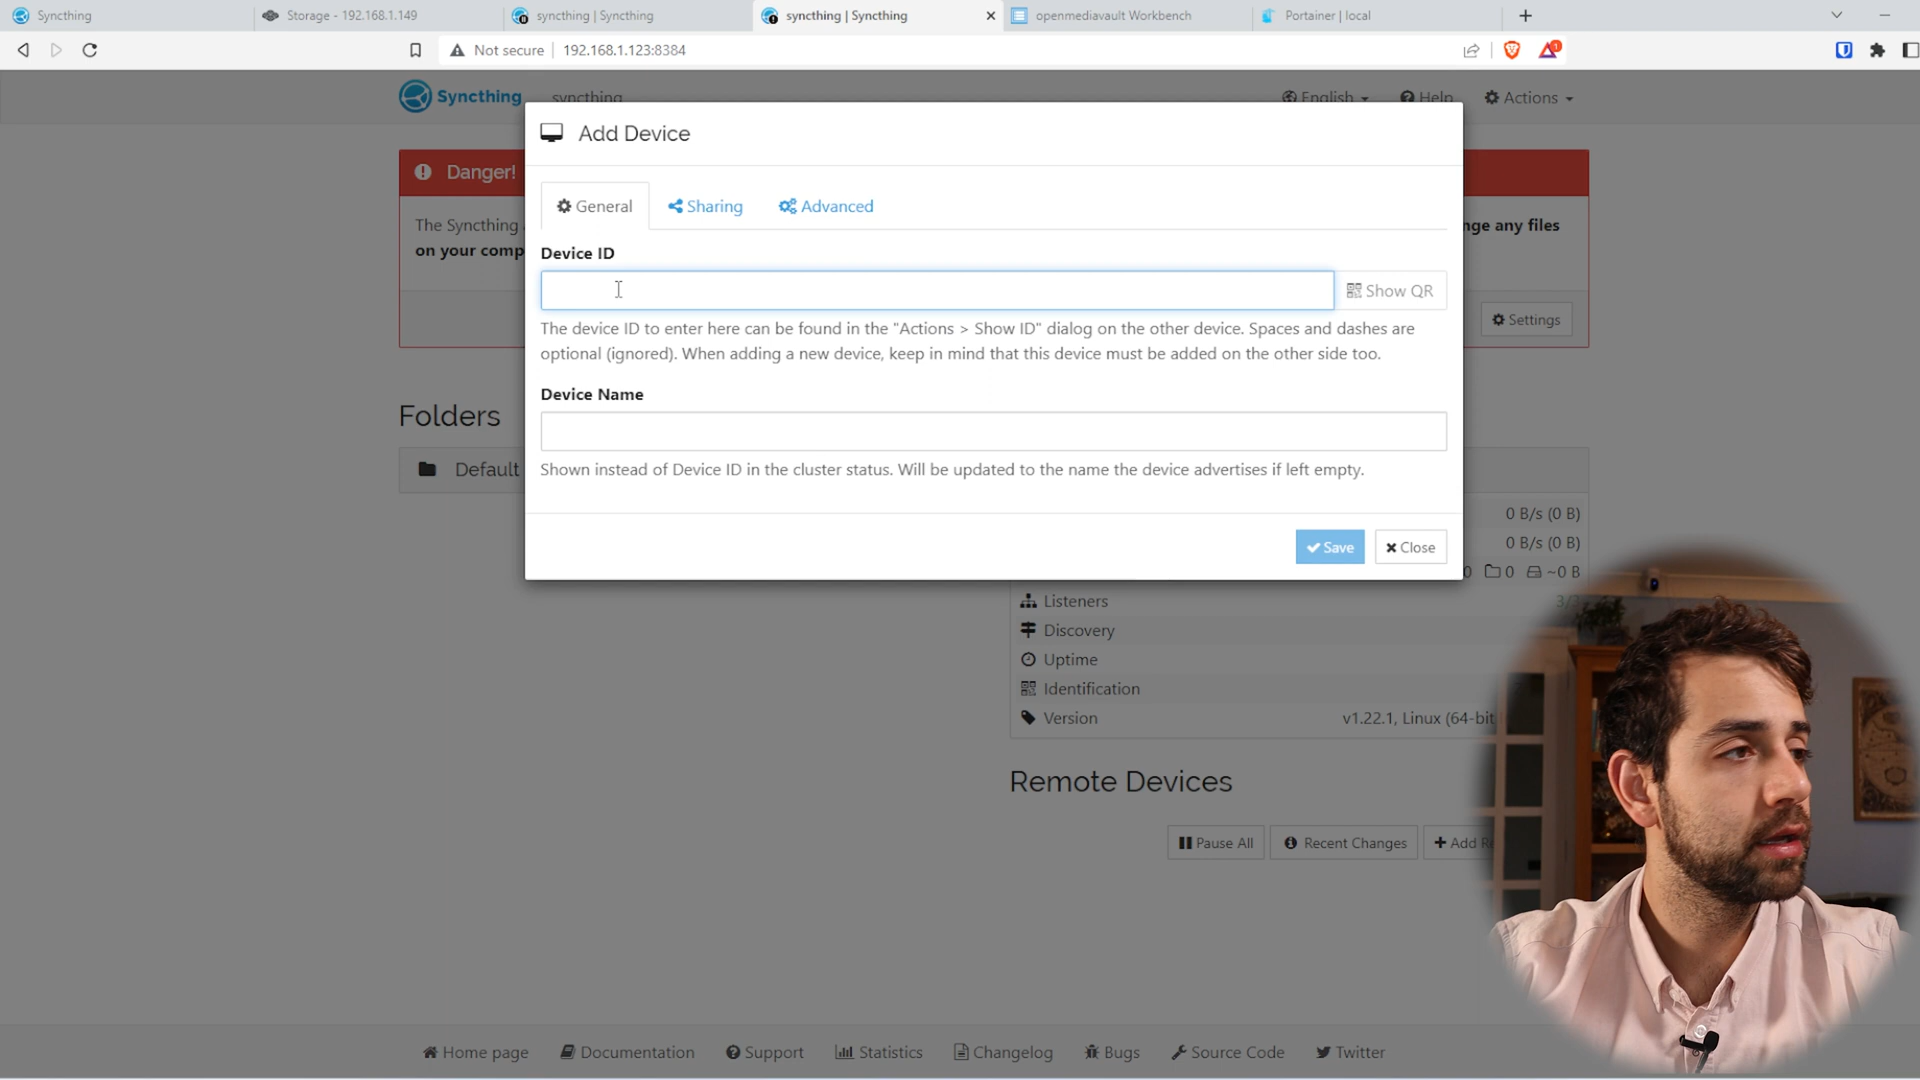 Syncthing
Storage - 192.168.1.149
syncthing | Syncthing
syncthing | Syncthing
openmediavault Workbench
Portainer | local
Not secure
192.168.1.123:8384
1
Syncthing
syncthing
English
Help
Actions
Danger!
Add Device
General
Sharing
Advanced
The Syncthing
nge any files
on your comp
Device ID
Show QR
The device ID to enter here can be found in the "Actions > Show ID" dialog on the other device. Spaces and dashes are
optional (ignored). When adding a new device, keep in mind that this device must be added on the other side too.
Settings
Device Name
Shown instead of Device ID in the cluster status. Will be updated to the name the device advertises if left empty.
Save
Close
Folders
Default
0 B/s (0 B)
0 B/s (0 B)
0 0 ~0 B
Listeners
3/3
Discovery
Uptime
Identification
Version
v1.22.1, Linux (64-bit
Remote Devices
Pause All
Recent Changes
Add Re
Home page
Documentation
Support
Statistics
Changelog
Bugs
Source Code
Twitter